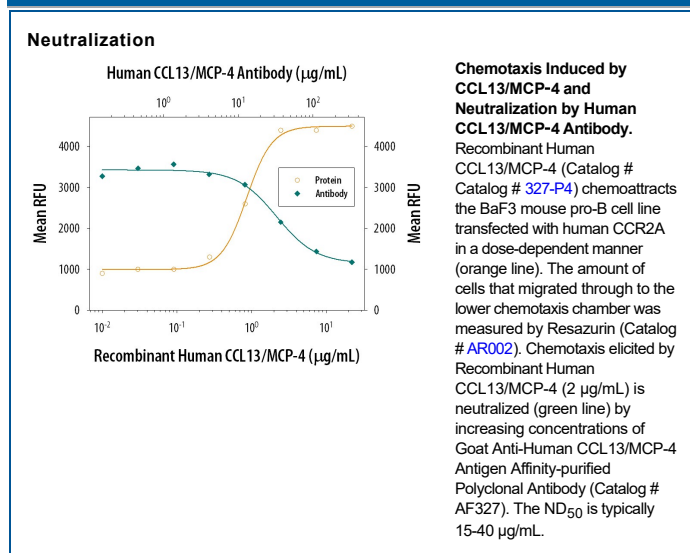 Neutralization
Human CCL13/MCP-4 Antibody (µg/mL)
10⁰ 10¹ 10²
Mean RFU
4000
3000
2000
1000
0
Protein
Antibody
4000
3000
2000
1000
0
Mean RFU
10⁻² 10⁻¹ 10⁰ 10¹
Recombinant Human CCL13/MCP-4 (µg/mL)
Chemotaxis Induced by
CCL13/MCP-4 and
Neutralization by Human
CCL13/MCP-4 Antibody.
Recombinant Human
CCL13/MCP-4 (Catalog #
Catalog # 327-P4) chemoattracts
the BaF3 mouse pro-B cell line
transfected with human CCR2A
in a dose-dependent manner
(orange line). The amount of
cells that migrated through to the
lower chemotaxis chamber was
measured by Resazurin (Catalog
# AR002). Chemotaxis elicited by
Recombinant Human
CCL13/MCP-4 (2 µg/mL) is
neutralized (green line) by
increasing concentrations of
Goat Anti-Human CCL13/MCP-4
Antigen Affinity-purified
Polyclonal Antibody (Catalog #
AF327). The ND50 is typically
15-40 µg/mL.